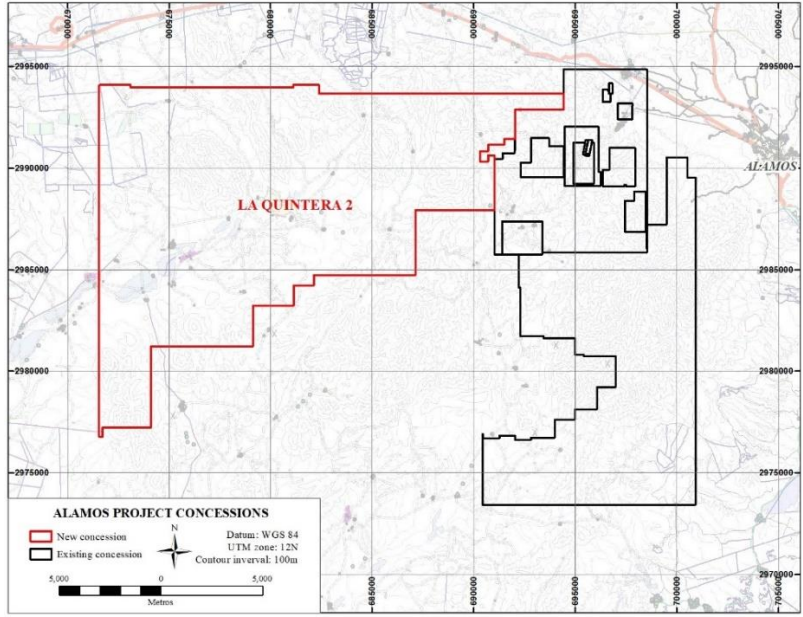 670000 675000 680000 685000 690000 695000 700000 705000
2995000 2995000
2990000 ALAMOS 2990000
LA QUINTERA 2
2985000 2985000
2980000 2980000
2975000 2975000
ALAMOS PROJECT CONCESSIONS
New concession
Existing concession
N
Datum: WGS 84
UTM zone: 12N
Contour inverval: 100m
5,000 0 5,000
Metros
2970000
685000 690000 695000 700000 705000